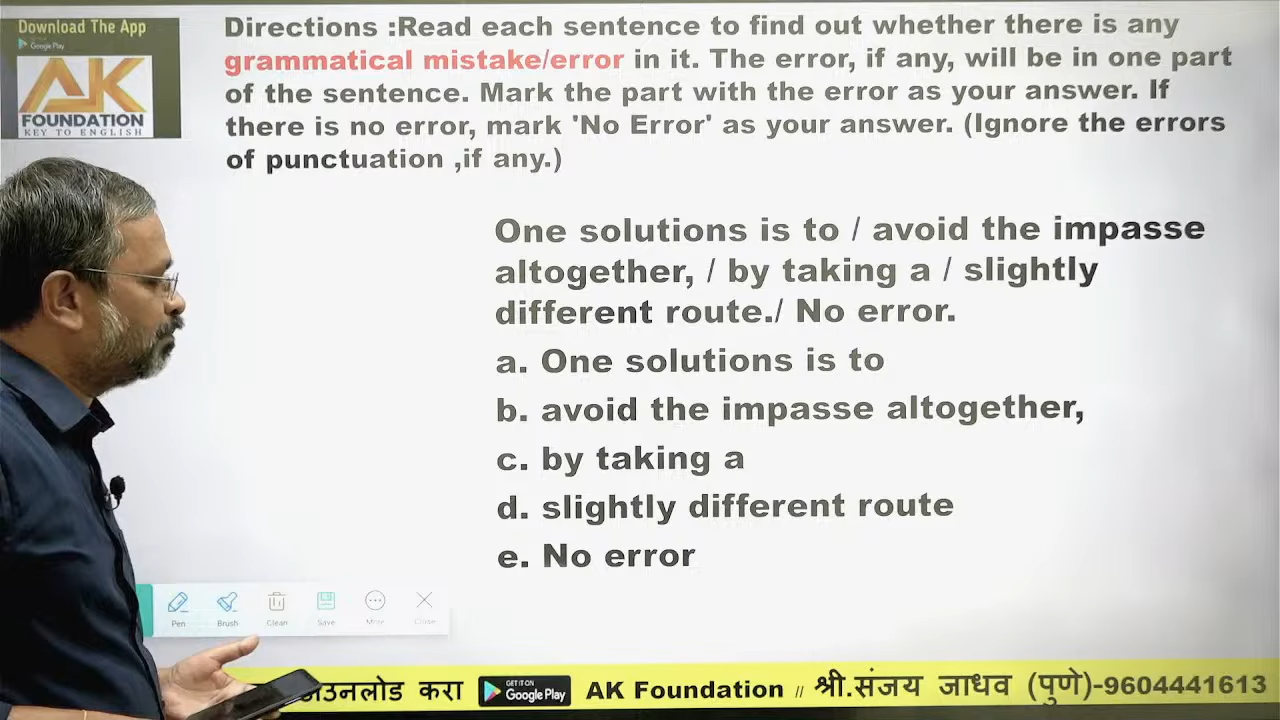 Download The App
Google Play
AK
FOUNDATION
KEY TO ENGLISH
Directions :Read each sentence to find out whether there is any
grammatical mistake/error in it. The error, if any, will be in one part
of the sentence. Mark the part with the error as your answer. If
there is no error, mark 'No Error' as your answer. (Ignore the errors
of punctuation ,if any.)
One solutions is to / avoid the impasse
altogether, / by taking a / slightly
different route./ No error.
a. One solutions is to
b. avoid the impasse altogether,
c. by taking a
d. slightly different route
e. No error
Pen Brush Clean Save More Close
करा GET IT ON Google Play AK Foundation // श्री.संजय जाधव (पुणे)-9604441613